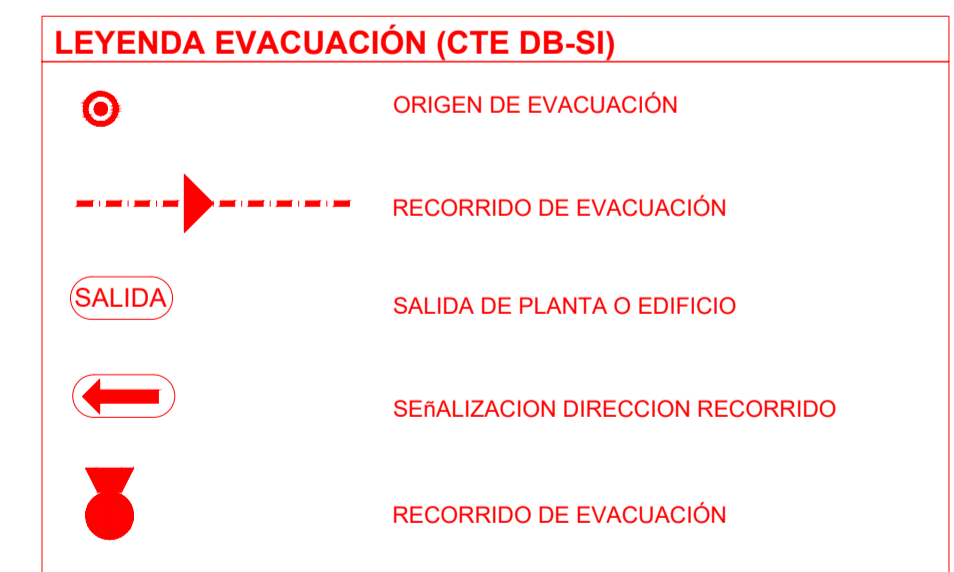 LEYENDA EVACUACIÓN (CTE DB-SI)
ORIGEN DE EVACUACIÓN
RECORRIDO DE EVACUACIÓN
SALIDA SALIDA DE PLANTA O EDIFICIO
SEñALIZACION DIRECCION RECORRIDO
RECORRIDO DE EVACUACIÓN